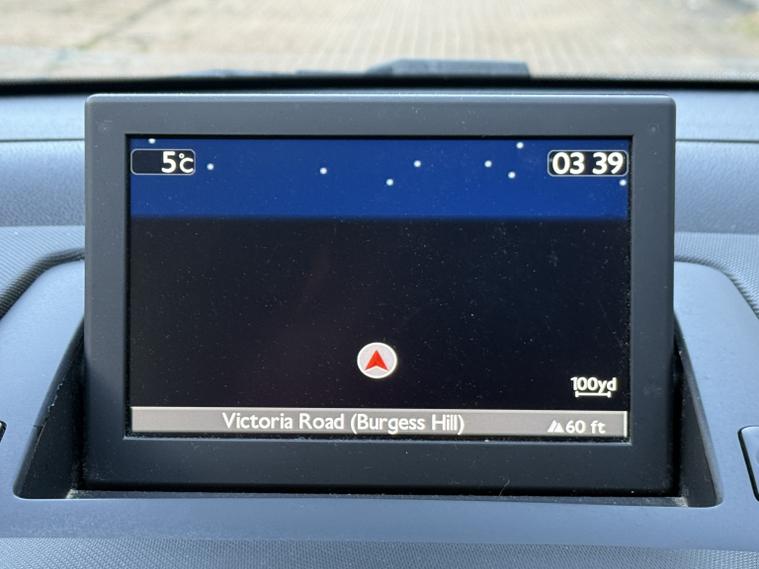 5°C
03 39
100yd
Victoria Road (Burgess Hill)
60 ft